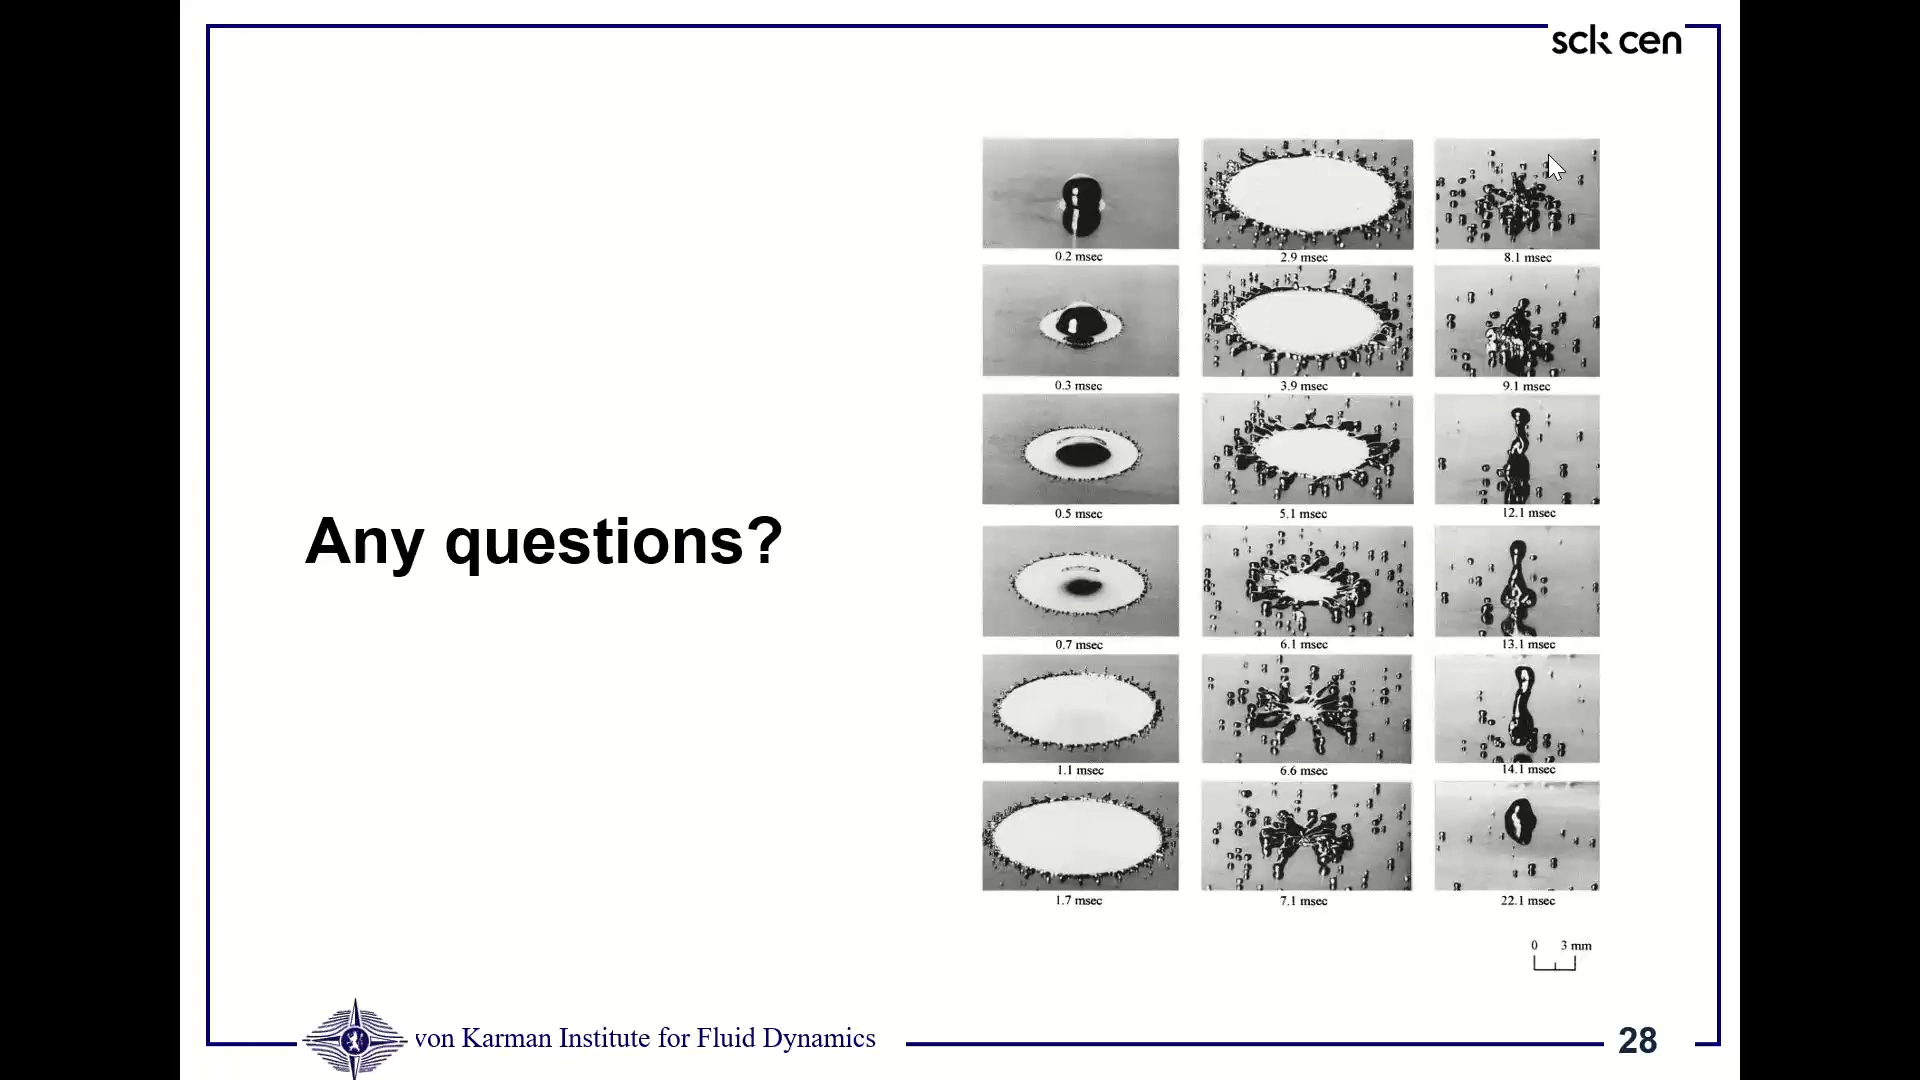 sck cen
Any questions?
0.2 msec
2.9 msec
8.1 msec
0.3 msec
3.9 msec
9.1 msec
0.5 msec
5.1 msec
12.1 msec
0.7 msec
6.1 msec
13.1 msec
1.1 msec
6.6 msec
14.1 msec
1.7 msec
7.1 msec
22.1 msec
0 3 mm
von Karman Institute for Fluid Dynamics
28